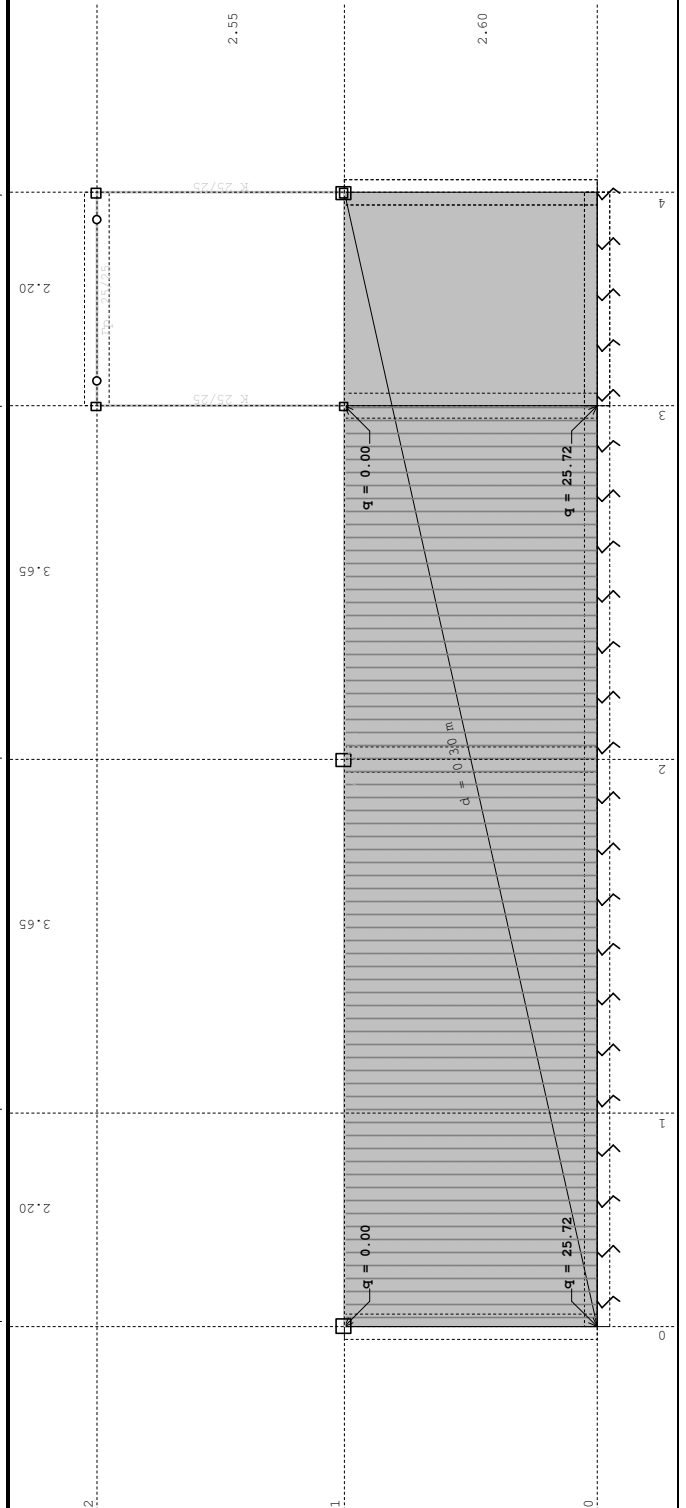 2.55
2.60
K 25/25
4
2.20
K 25/25
3
q = 0.00
q = 25.72
3.65
d = 0.30 m
2
3.65
1
2.20
q = 0.00
q = 25.72
0
2
1
0